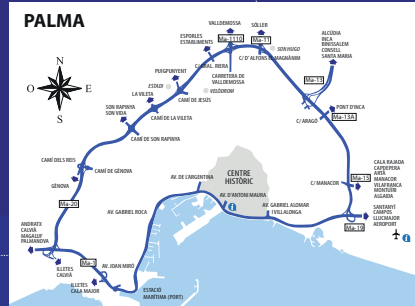 PALMA
VALLDEMOSSA
SÓLLER
Ma-1110
Ma-11
SON HUGO
ESPORLES
ESTABLIMENTS
C/ GRAL. RIERA
C/ D' ALFONS EL MAGNÀNIM
CARRETERA DE
VALLDEMOSSA
ALCÚDIA
INCA
BINISSALEM
CONSELL
SANTA MARIA
Ma-13
PUIGPUNYENT
ESTADI
VELÒDROM
CAMÍ DE JESÚS
LA VILETA
CAMÍ DE LA VILETA
SON RAPINYA
SON VIDA
CAMÍ DE SON RAPINYA
PONT D'INCA
Ma-13A
C/ ARAGÓ
N
O
E
S
CAMÍ DELS REIS
CAMÍ DE GÈNOVA
GÈNOVA
Ma-20
CENTRE
HISTÒRIC
AV. DE L'ARGENTINA
AV. D'ANTONI MAURA
AV. GABRIEL ROCA
AV. GABRIEL ALOMAR
I VILLALONGA
C/ MANACOR
Ma-15
CALA RAJADA
CAPDEPERA
ARTÀ
MANACOR
VILAFRANCA
MONTUÏRI
ALGAIDA
Ma-19
SANTANYÍ
CAMPOS
LLUCMAJOR
AEROPORT
ANDRATX
CALVIÀ
MAGALUF
PALMANOVA
ILLETES
CALVIÀ
Ma-1
AV. JOAN MIRÓ
ILLETES
CALA MAJOR
ESTACIÓ
MARÍTIMA (PORT)
i
i